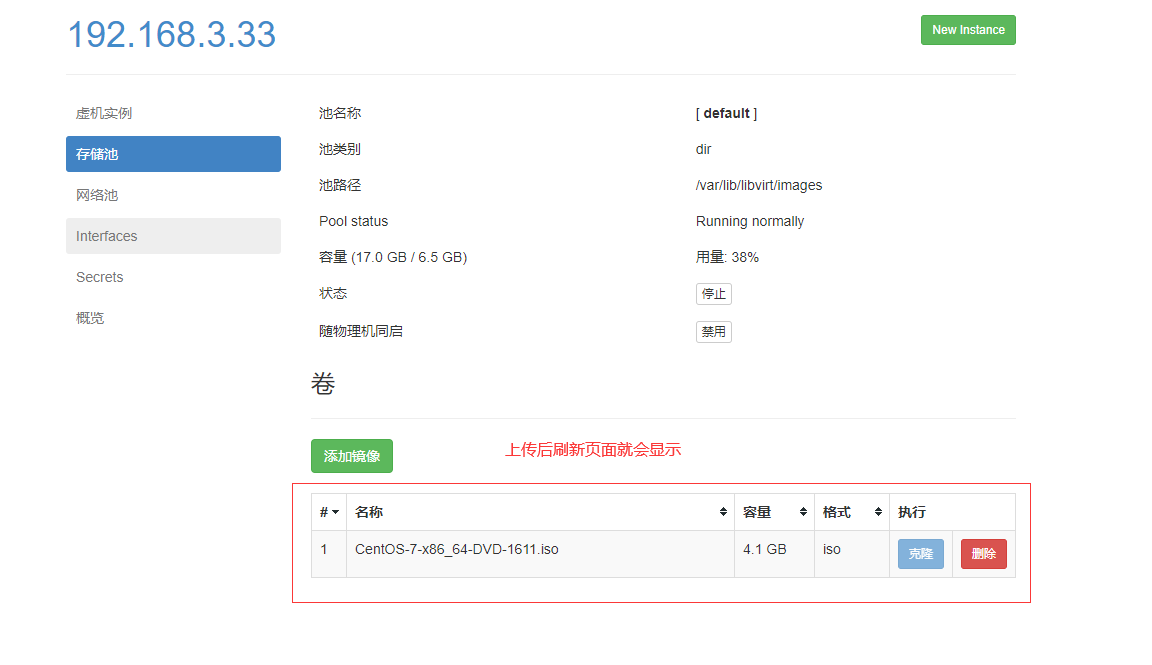 192.168.3.33
New Instance
虚机实例
存储池
网络池
Interfaces
Secrets
概览
池名称 [ default ]
池类别 dir
池路径 /var/lib/libvirt/images
Pool status Running normally
容量 (17.0 GB / 6.5 GB) 用量: 38%
状态 停止
随物理机同启 禁用
卷
添加镜像 上传后刷新页面就会显示
# 名称 容量 格式 执行
1 CentOS-7-x86_64-DVD-1611.iso 4.1 GB iso 克隆 删除